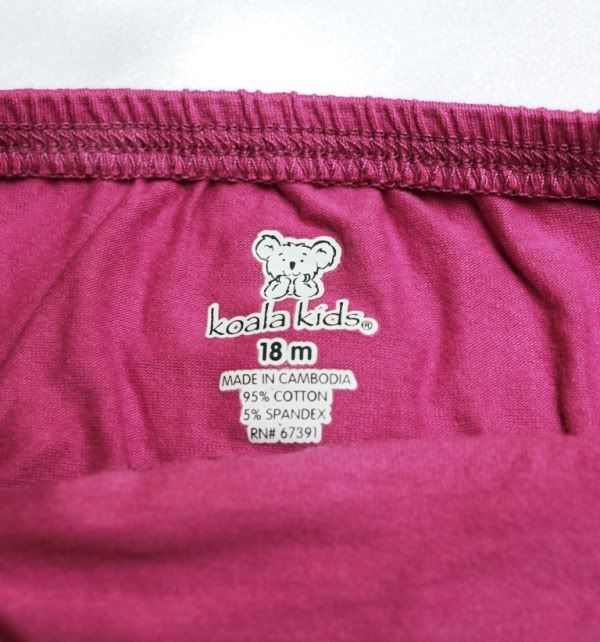 koala kids®
18 m
MADE IN CAMBODIA
95% COTTON
5% SPANDEX
RN# 67391